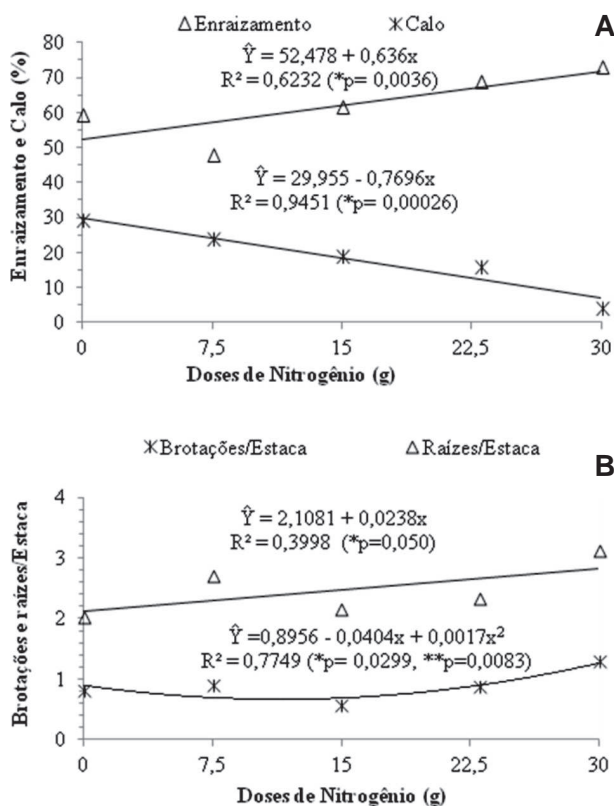 A
Enraizamento Calo
Ŷ = 52,478 + 0,636x
R² = 0,6232 (*p= 0,0036)
Ŷ = 29,955 - 0,7696x
R² = 0,9451 (*p= 0,00026)
Enraizamento e Calo (%)
80
70
60
50
40
30
20
10
0
0 7,5 15 22,5 30
Doses de Nitrogênio (g)
B
Brotações/Estaca Raízes/Estaca
Ŷ = 2,1081 + 0,0238x
R² = 0,3998 (*p=0,050)
Ŷ=0,8956 - 0,0404x + 0,0017x²
R² = 0,7749 (*p= 0,0299, **p=0,0083)
Brotações e raízes/Estaca
4
3
2
1
0
0 7,5 15 22,5 30
Doses de Nitrogênio (g)